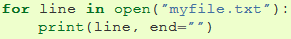 for line in open("myfile.txt"):
    print(line, end="")